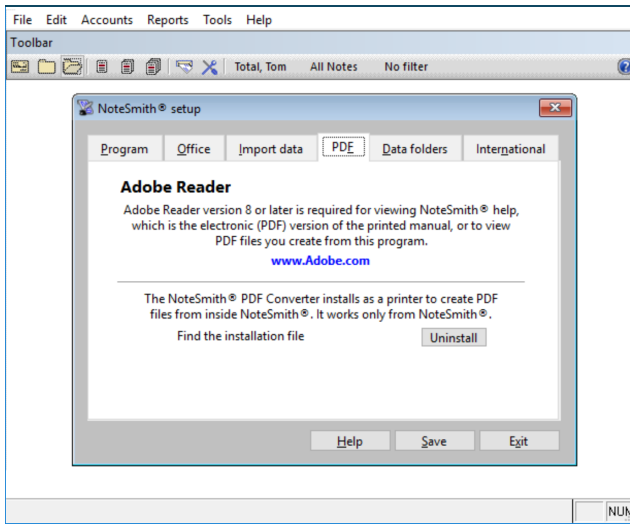 File Edit Accounts Reports Tools Help
Toolbar
Total, Tom All Notes No filter
NoteSmith® setup
Program Office Import data PDF Data folders International
Adobe Reader
Adobe Reader version 8 or later is required for viewing NoteSmith® help,
which is the electronic (PDF) version of the printed manual, or to view
PDF files you create from this program.
www.Adobe.com
The NoteSmith® PDF Converter installs as a printer to create PDF
files from inside NoteSmith®. It works only from NoteSmith®.
Find the installation file Uninstall
Help Save Exit